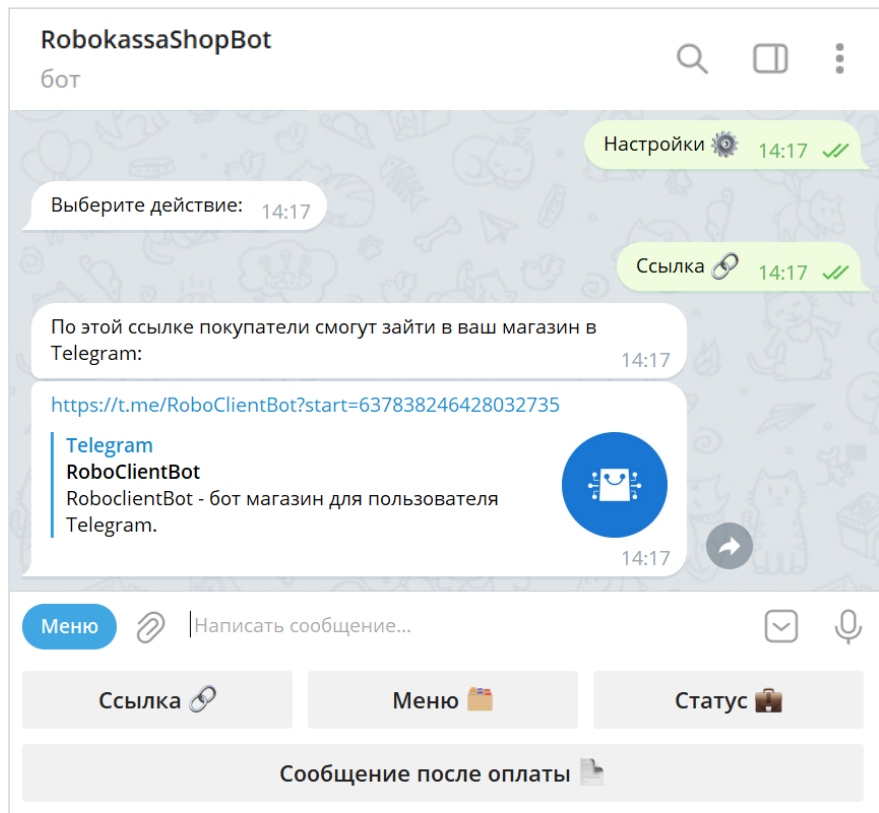 RobokassaShopBot
бот
Настройки ⚙️ 14:17
Выберите действие: 14:17
Ссылка 🔗 14:17
По этой ссылке покупатели смогут зайти в ваш магазин в
Telegram:
14:17
https://t.me/RoboClientBot?start=637838246428032735
Telegram
RoboClientBot
RoboclientBot - бот магазин для пользователя
Telegram.
14:17
Меню
Написать сообщение...
Ссылка 🔗
Меню 🗂️
Статус 💼
Сообщение после оплаты 📄